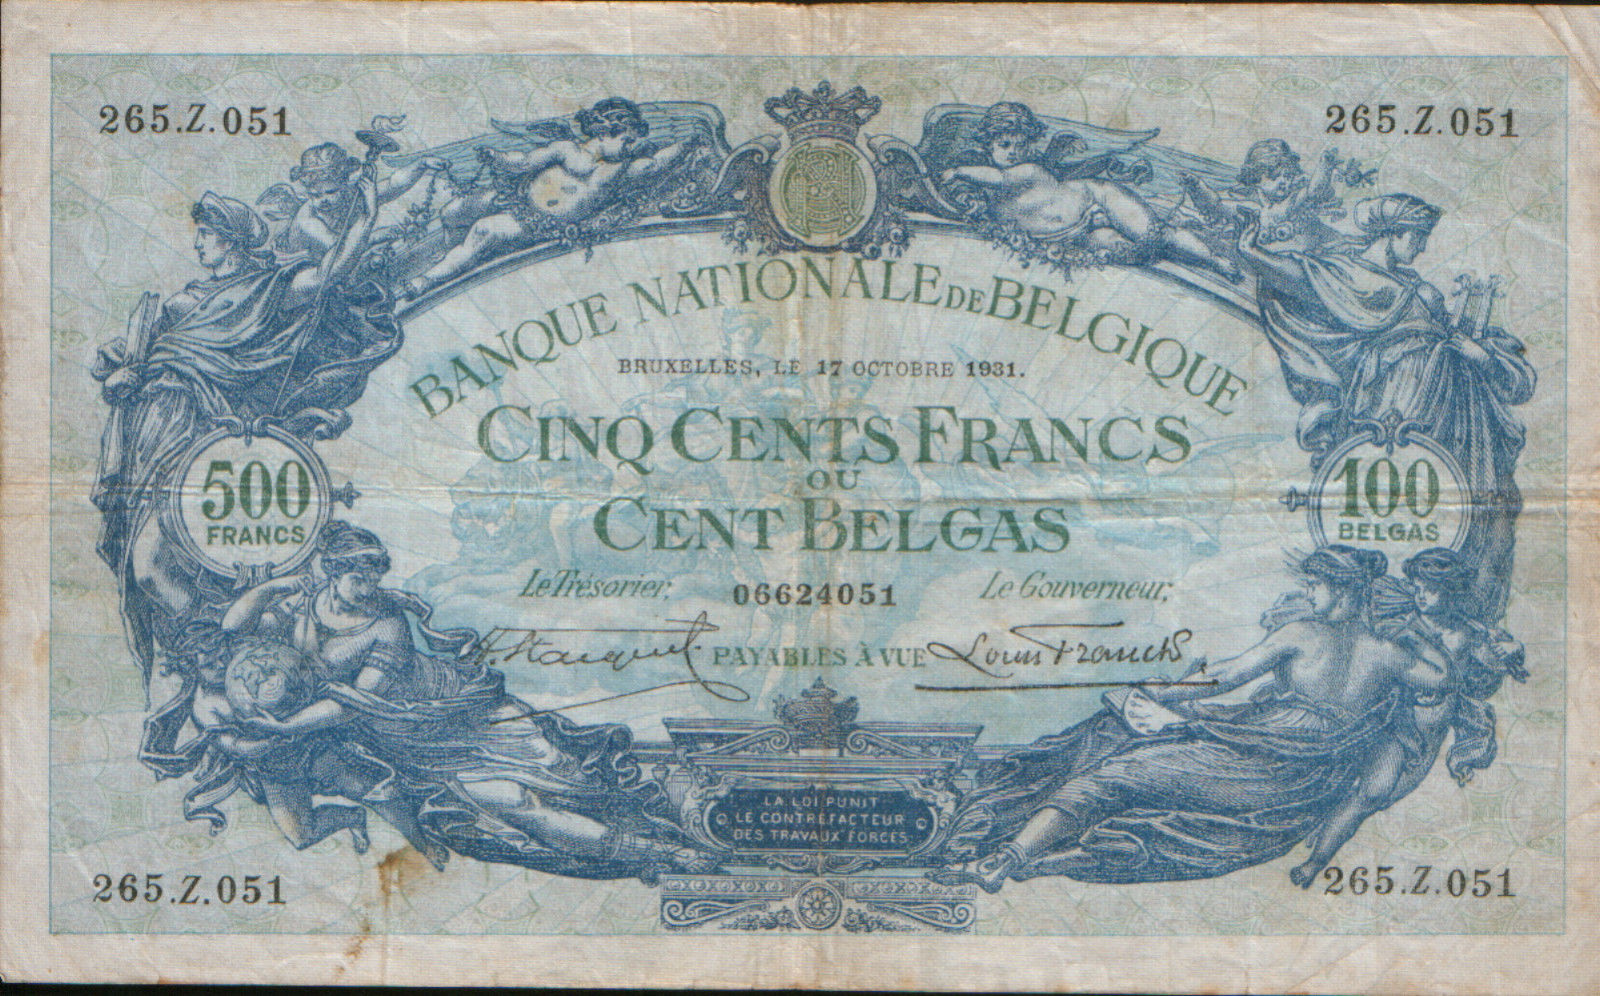 265.Z.051
265.Z.051
BANQUE NATIONALE DE BELGIQUE
BRUXELLES, LE 17 OCTOBRE 1931.
CINQ CENTS FRANCS
OU
CENT BELGAS
500
FRANCS
100
BELGAS
Le Trésorier,
06624051
Le Gouverneur,
PAYABLES À VUE
Louis Franck
LA LOI PUNIT
LE CONTREFACTEUR
DES TRAVAUX FORCÉS
265.Z.051
265.Z.051